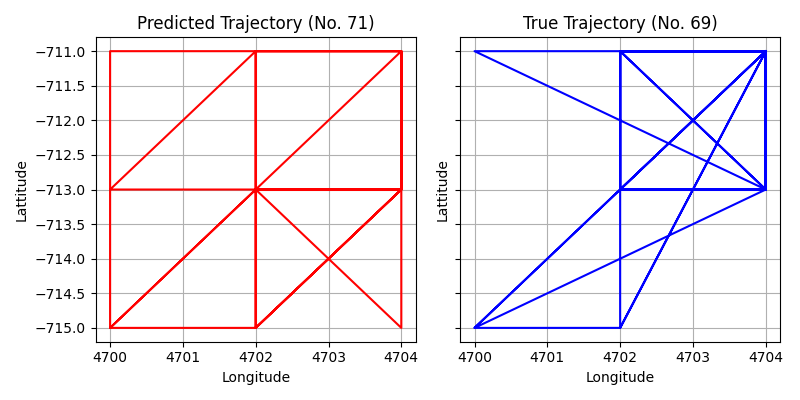 Predicted Trajectory (No. 71)
True Trajectory (No. 69)
−711.0
−711.5
−712.0
−712.5
−713.0
−713.5
−714.0
−714.5
−715.0
Lattitude
Lattitude
4700 4701 4702 4703 4704
4700 4701 4702 4703 4704
Longitude
Longitude